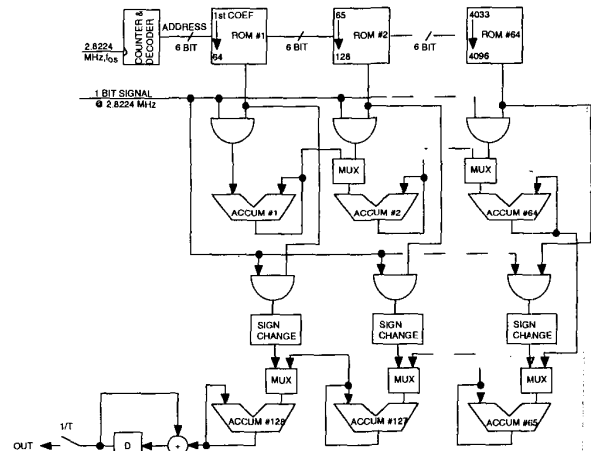 COUNTER &
DECODER
2.8224
MHz,fos
ADDRESS
6 BIT
1st COEF
ROM #1
64
6 BIT
65
ROM #2
128
6 BIT
4033
ROM #64
4096
1 BIT SIGNAL
@ 2.8224 MHz
MUX
MUX
ACCUM #1
ACCUM #2
ACCUM #64
SIGN
CHANGE
SIGN
CHANGE
SIGN
CHANGE
MUX
MUX
MUX
ACCUM #128
ACCUM #127
ACCUM #65
1/T
OUT
D
+